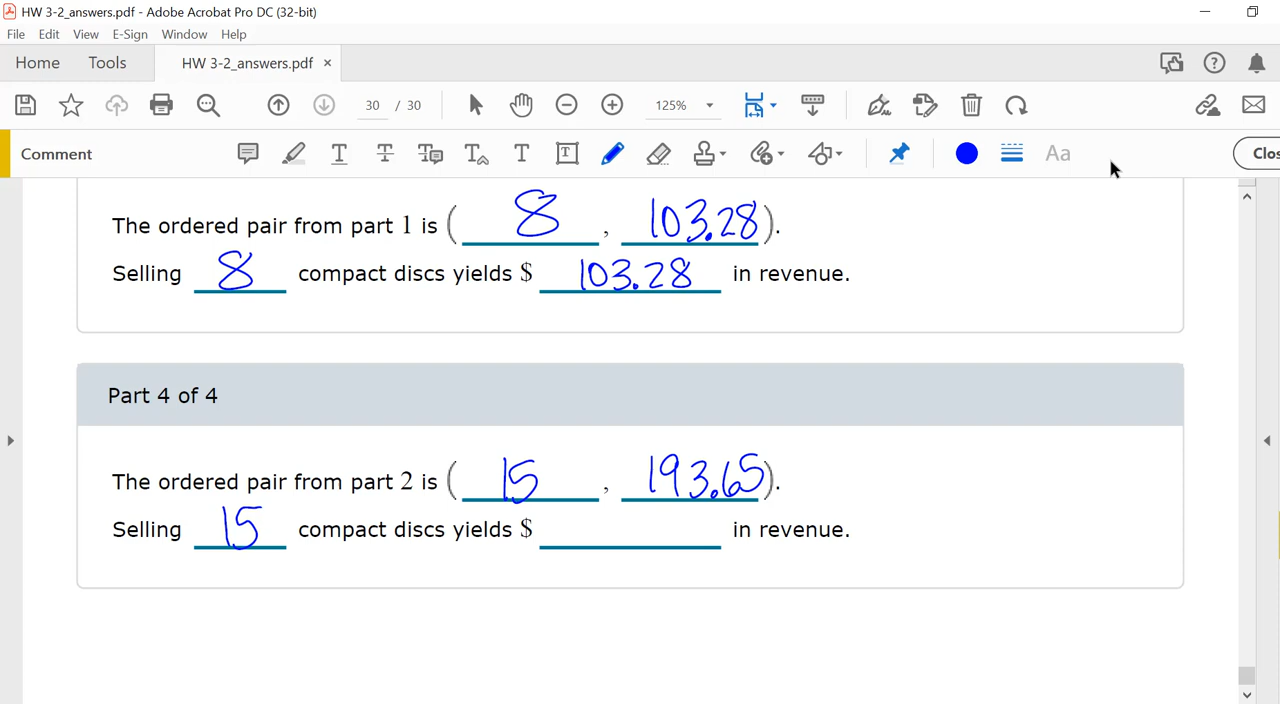 HW 3-2_answers.pdf - Adobe Acrobat Pro DC (32-bit)
File Edit View E-Sign Window Help
Home Tools HW 3-2_answers.pdf ×
30 / 30 125%
Comment Aa Clos
The ordered pair from part 1 is ( 8 , 103.28 ).
Selling 8 compact discs yields $ 103.28 in revenue.
Part 4 of 4
The ordered pair from part 2 is ( 15 , 193.65 ).
Selling 15 compact discs yields $ in revenue.